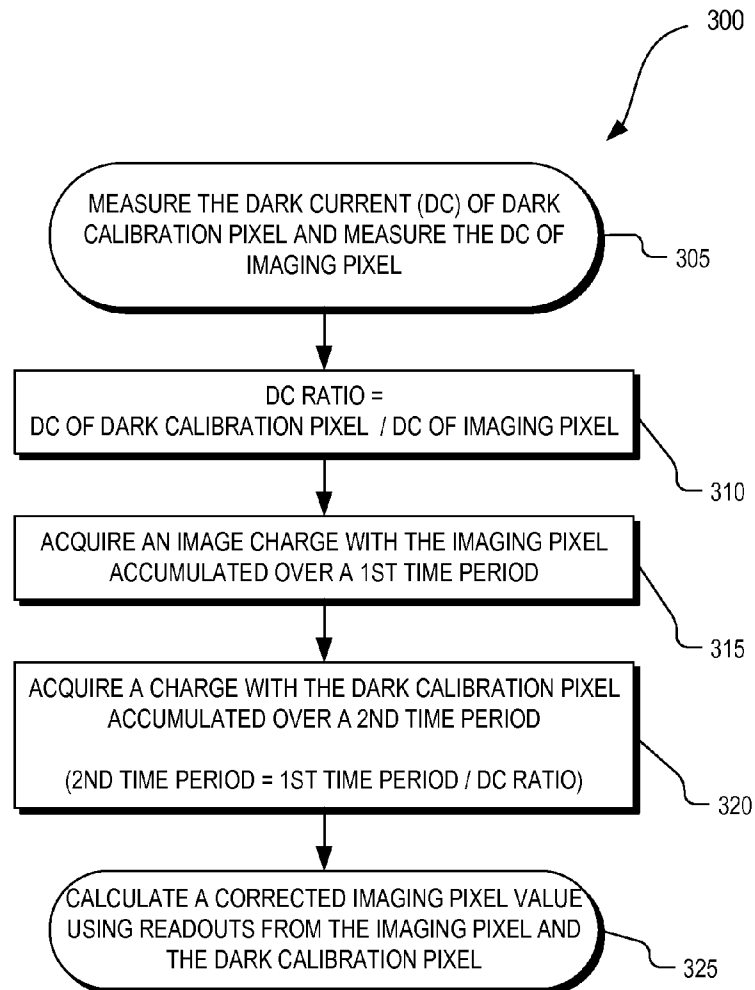 300
MEASURE THE DARK CURRENT (DC) OF DARK
CALIBRATION PIXEL AND MEASURE THE DC OF
IMAGING PIXEL
305
DC RATIO =
DC OF DARK CALIBRATION PIXEL / DC OF IMAGING PIXEL
310
ACQUIRE AN IMAGE CHARGE WITH THE IMAGING PIXEL
ACCUMULATED OVER A 1ST TIME PERIOD
315
ACQUIRE A CHARGE WITH THE DARK CALIBRATION PIXEL
ACCUMULATED OVER A 2ND TIME PERIOD
(2ND TIME PERIOD = 1ST TIME PERIOD / DC RATIO)
320
CALCULATE A CORRECTED IMAGING PIXEL VALUE
USING READOUTS FROM THE IMAGING PIXEL AND
THE DARK CALIBRATION PIXEL
325